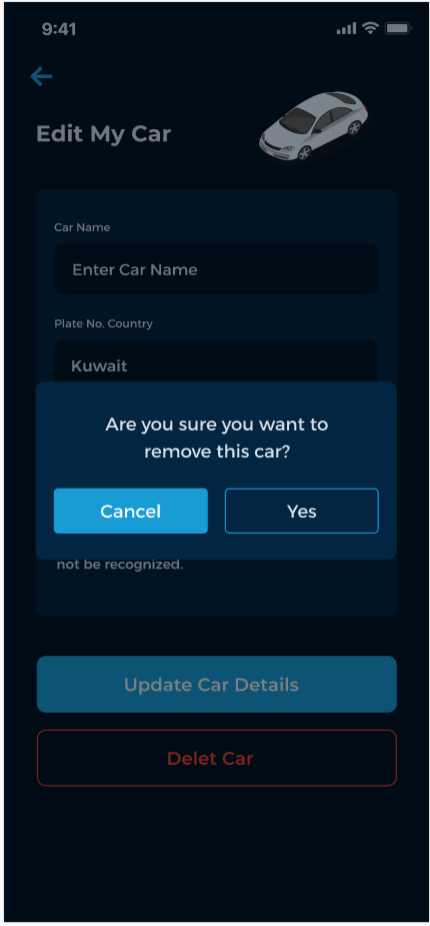 9:41
Edit My Car
Car Name
Enter Car Name
Plate No. Country
Kuwait
Are you sure you want to
remove this car?
Cancel
Yes
not be recognized.
Update Car Details
Delet Car